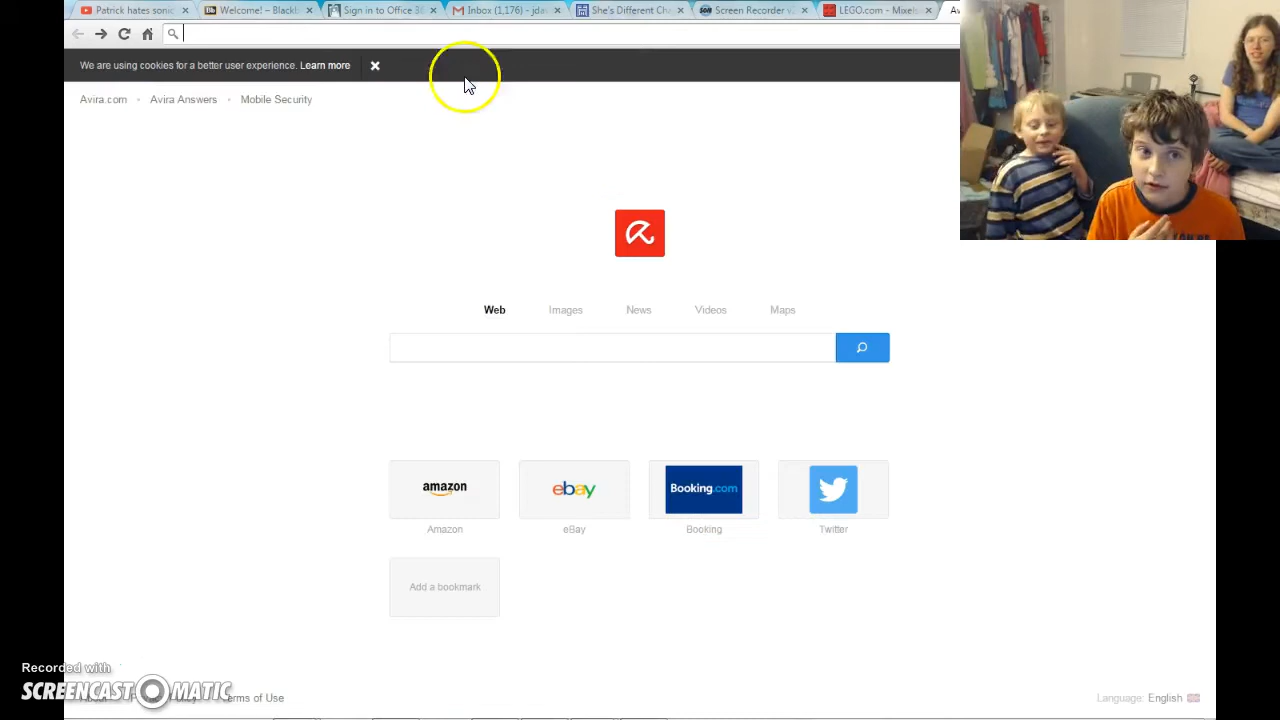 Patrick hates sonic
Welcome! – Blackb
Sign in to Office 36
Inbox (1,176) - jdav
She's Different Cha
Screen Recorder v.
LEGO.com - Mixels
We are using cookies for a better user experience. Learn more
Avira.com
Avira Answers
Mobile Security
Web
Images
News
Videos
Maps
amazon
ebay
Booking.com
Amazon
eBay
Booking
Twitter
Add a bookmark
Recorded with
SCREENCAST-O-MATIC
Terms of Use
Language: English